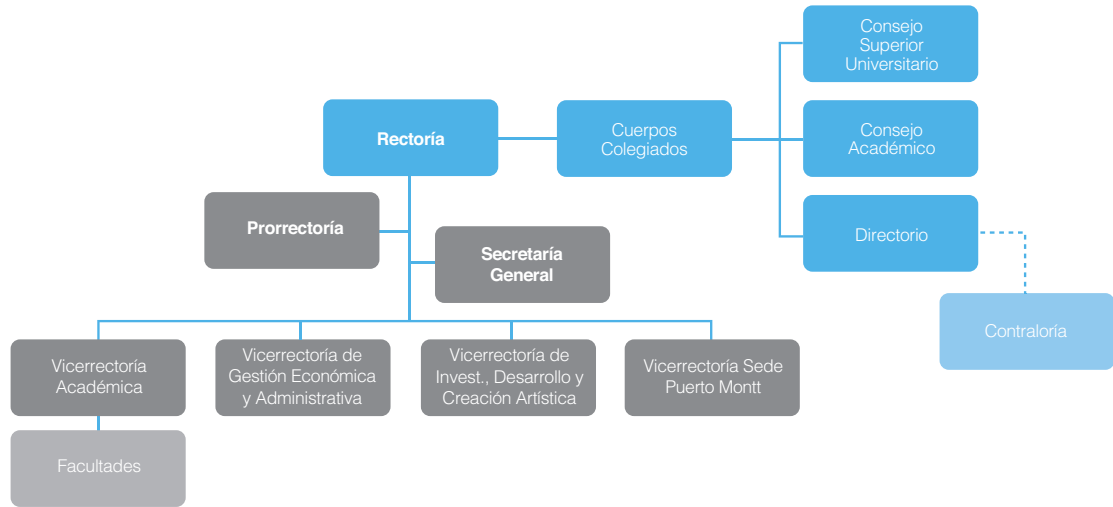 Consejo
Superior
Universitario
Rectoría
Cuerpos
Colegiados
Consejo
Académico
Prorrectoría
Secretaría
General
Directorio
Contraloría
Vicerrectoría
Académica
Vicerrectoría de
Gestión Económica
y Administrativa
Vicerrectoría de
Invest., Desarrollo y
Creación Artística
Vicerrectoría Sede
Puerto Montt
Facultades